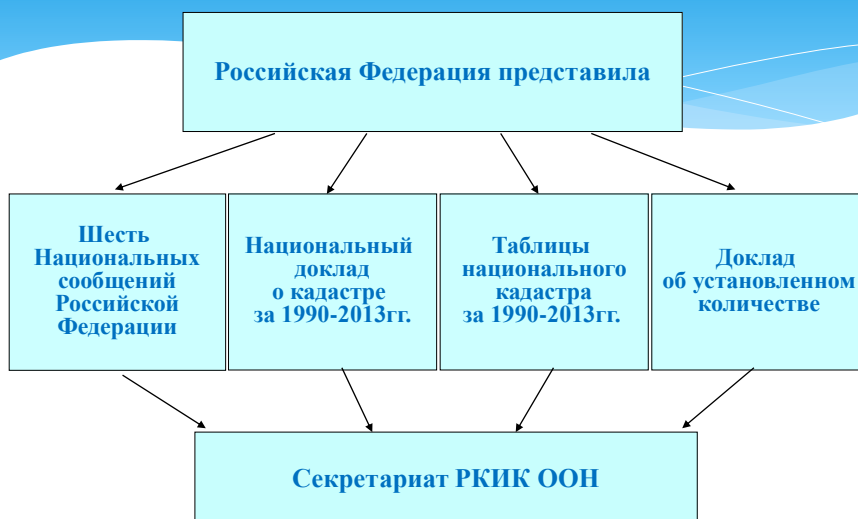 Российская Федерация представила
Шесть
Национальных
сообщений
Российской
Федерации
Национальный
доклад
о кадастре
за 1990-2013гг.
Таблицы
национального
кадастра
за 1990-2013гг.
Доклад
об установленном
количестве
Секретариат РКИК ООН